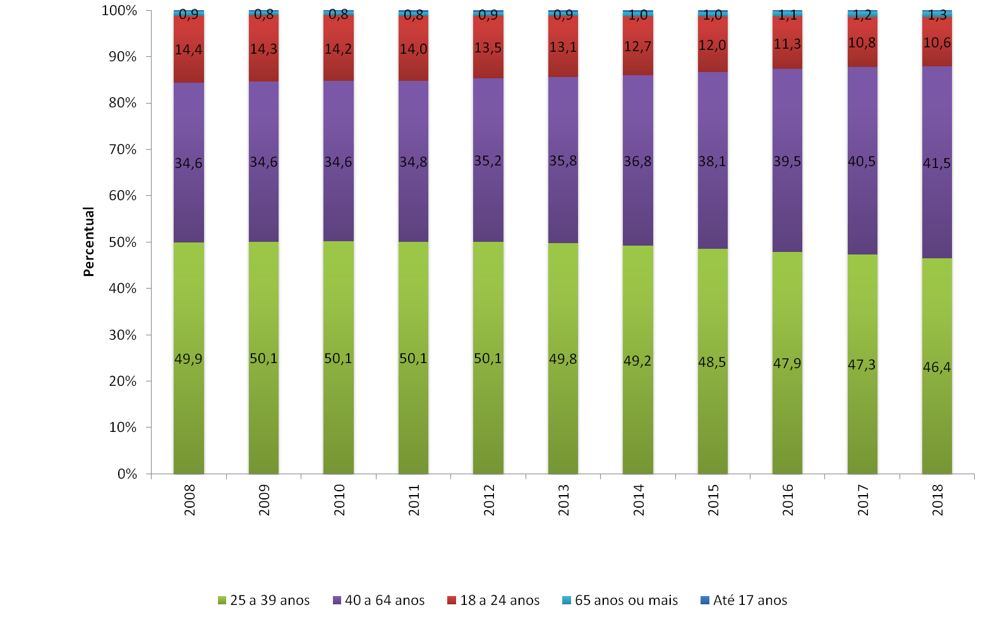 100%
90%
80%
70%
60%
50%
40%
30%
20%
10%
0%
Percentual
0,9 0,8 0,8 0,8 0,9 0,9 1,0 1,0 1,1 1,2 1,3
14,4 14,3 14,2 14,0 13,5 13,1 12,7 12,0 11,3 10,8 10,6
34,6 34,6 34,6 34,8 35,2 35,8 36,8 38,1 39,5 40,5 41,5
49,9 50,1 50,1 50,1 50,1 49,8 49,2 48,5 47,9 47,3 46,4
2008 2009 2010 2011 2012 2013 2014 2015 2016 2017 2018
25 a 39 anos 40 a 64 anos 18 a 24 anos 65 anos ou mais Até 17 anos